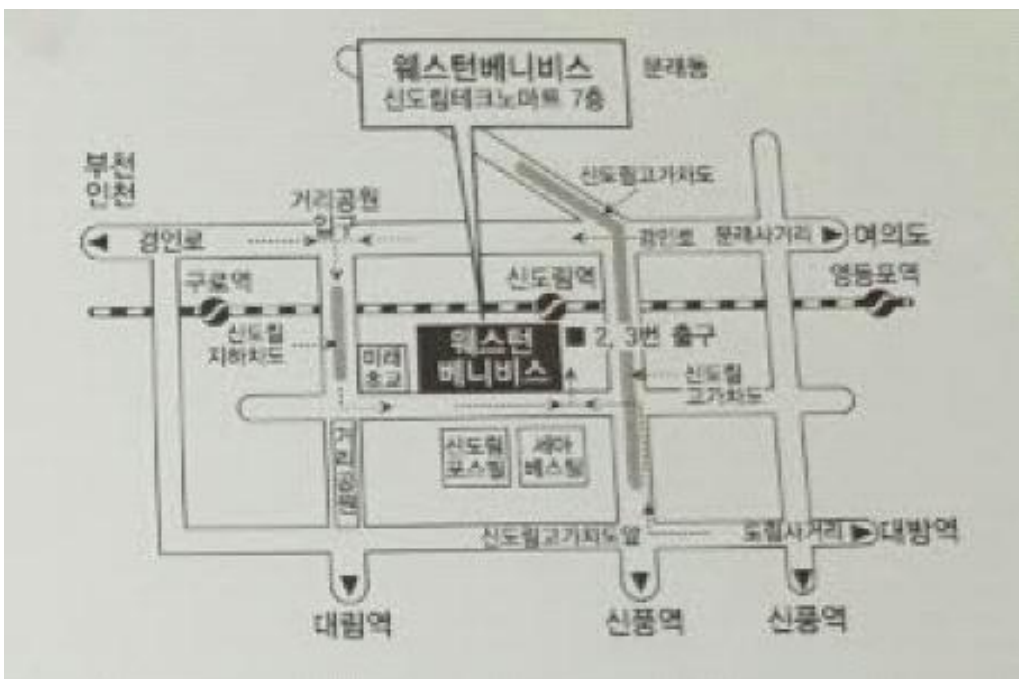 웨스턴베니비스
신도림테크노마트 7층
문래동
부천
인천
거리공원
입구
신도림고가차도
경인로
경인로
문래사거리
여의도
구로역
신도림역
영등포역
신도림
지하차도
미래
초교
웨스턴
베니비스
2, 3번 출구
신도림
고가차도
거리공원
신도림
포스빌
세아
베스틸
신도림고가차도앞
도림사거리
대방역
대림역
신풍역
신풍역